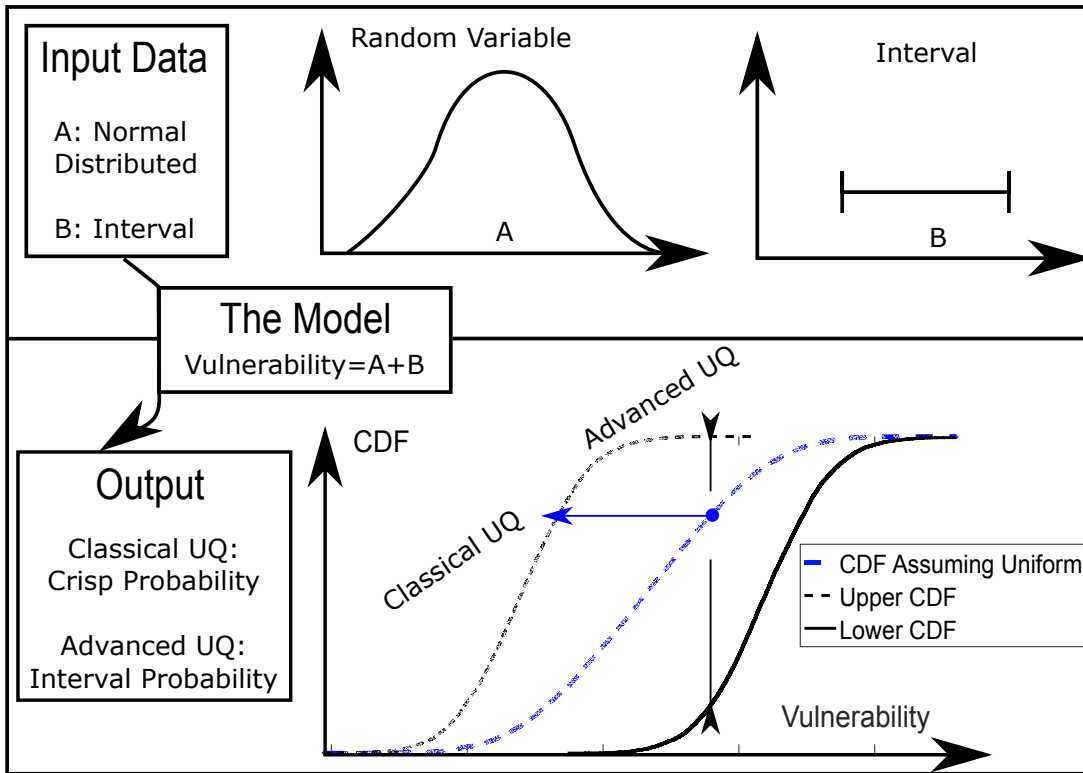 Input Data
A: Normal
Distributed
B: Interval
Random Variable
A
Interval
B
The Model
Vulnerability=A+B
Output
Classical UQ:
Crisp Probability
Advanced UQ:
Interval Probability
CDF
Advanced UQ
Classical UQ
CDF Assuming Uniform
Upper CDF
Lower CDF
Vulnerability